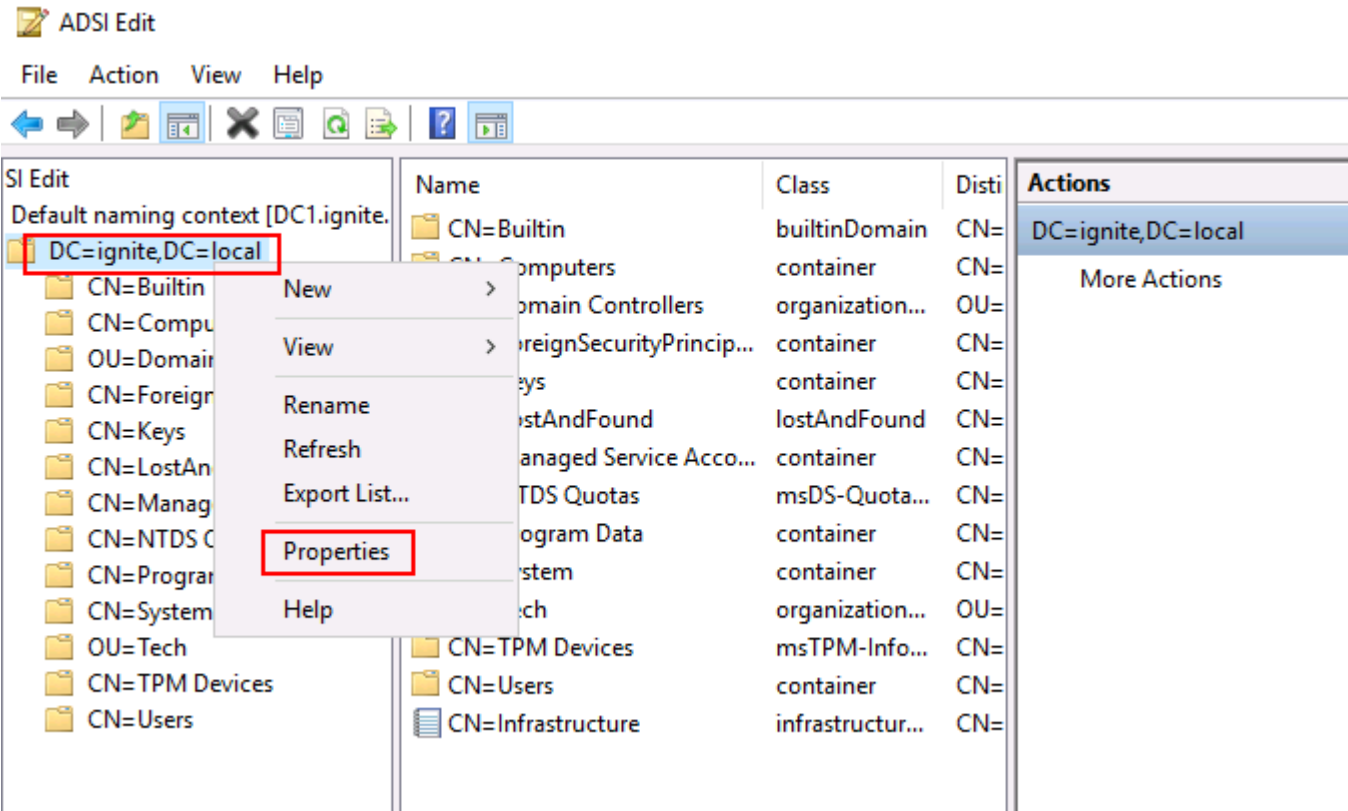 ADSI Edit
File Action View Help
SI Edit
Default naming context [DC1.ignite.
DC=ignite,DC=local
CN=Builtin
CN=Compu
OU=Domain
CN=Foreign
CN=Keys
CN=LostAn
CN=Manag
CN=NTDS
CN=Program
CN=System
OU=Tech
CN=TPM Devices
CN=Users
New
View
Rename
Refresh
Export List...
Properties
Help
Name Class Disti
CN=Builtin builtinDomain CN=
CN=Computers container CN=
omain Controllers organization... OU=
reignSecurityPrincip... container CN=
eys container CN=
ostAndFound lostAndFound CN=
anaged Service Acco... container CN=
TDS Quotas msDS-Quota... CN=
ogram Data container CN=
stem container CN=
ch organization... OU=
CN=TPM Devices msTPM-Info... CN=
CN=Users container CN=
CN=Infrastructure infrastructur... CN=
Actions
DC=ignite,DC=local
More Actions